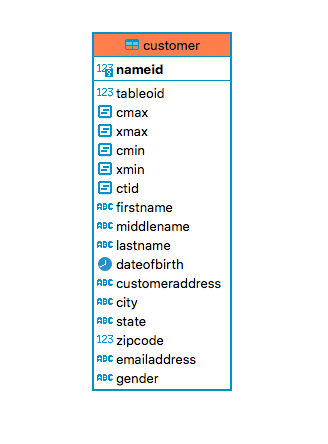 customer
123 nameid
123 tableoid
cmax
xmax
cmin
xmin
ctid
ABC firstname
ABC middlename
ABC lastname
dateofbirth
ABC customeraddress
ABC city
ABC state
123 zipcode
ABC emailaddress
ABC gender